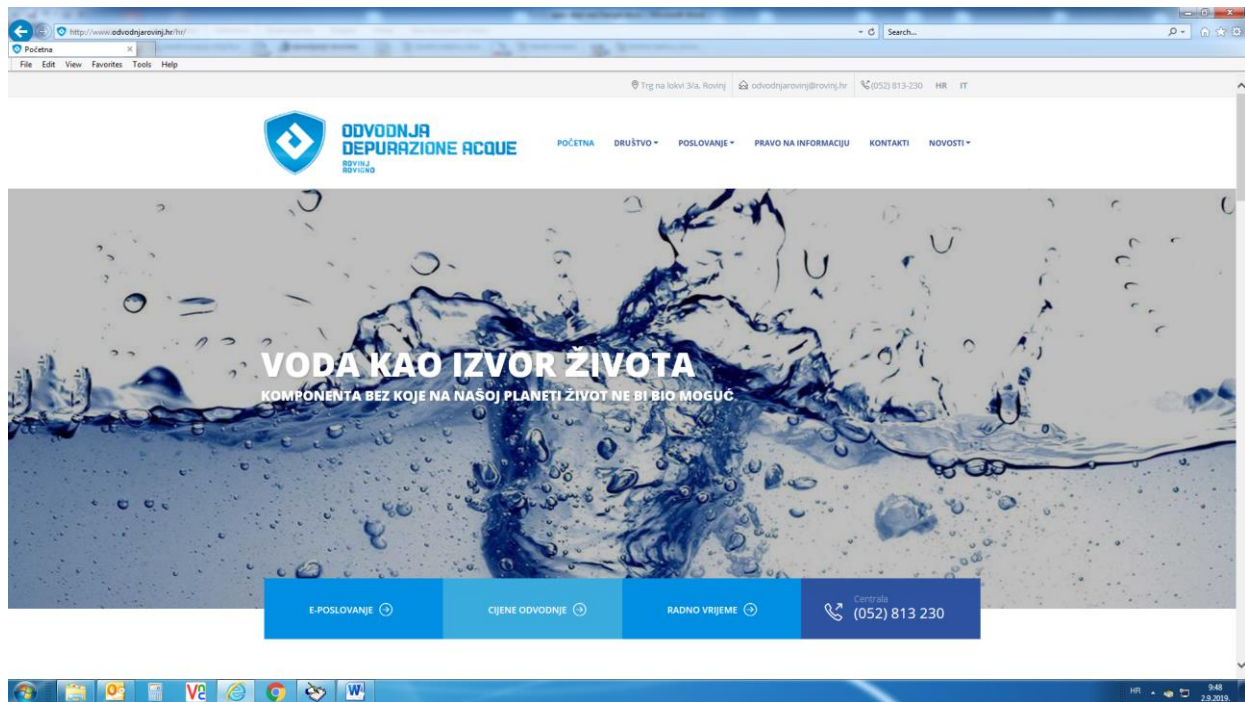 http://www.odvodnjarovinj.hr/hr/
Search...
Početna
File Edit View Favorites Tools Help
Trg na lokvi 3/a, Rovinj odvodnjarovinj@rovinj.hr (052) 813-230 HR IT
ODVODNJA
DEPURAZIONE ACQUE
ROVINJ
ROVIGNO
POČETNA DRUŠTVO POSLOVANJE PRAVO NA INFORMACIJU KONTAKTI NOVOSTI
VODA KAO IZVOR ŽIVOTA
KOMPONENTA BEZ KOJE NA NAŠOJ PLANETI ŽIVOT NE BI BIO MOGUĆ
E-POSLOVANJE CIJENE ODVODNJE RADNO VRIJEME
Centrala
(052) 813 230
HR
9:48
2.9.2019.